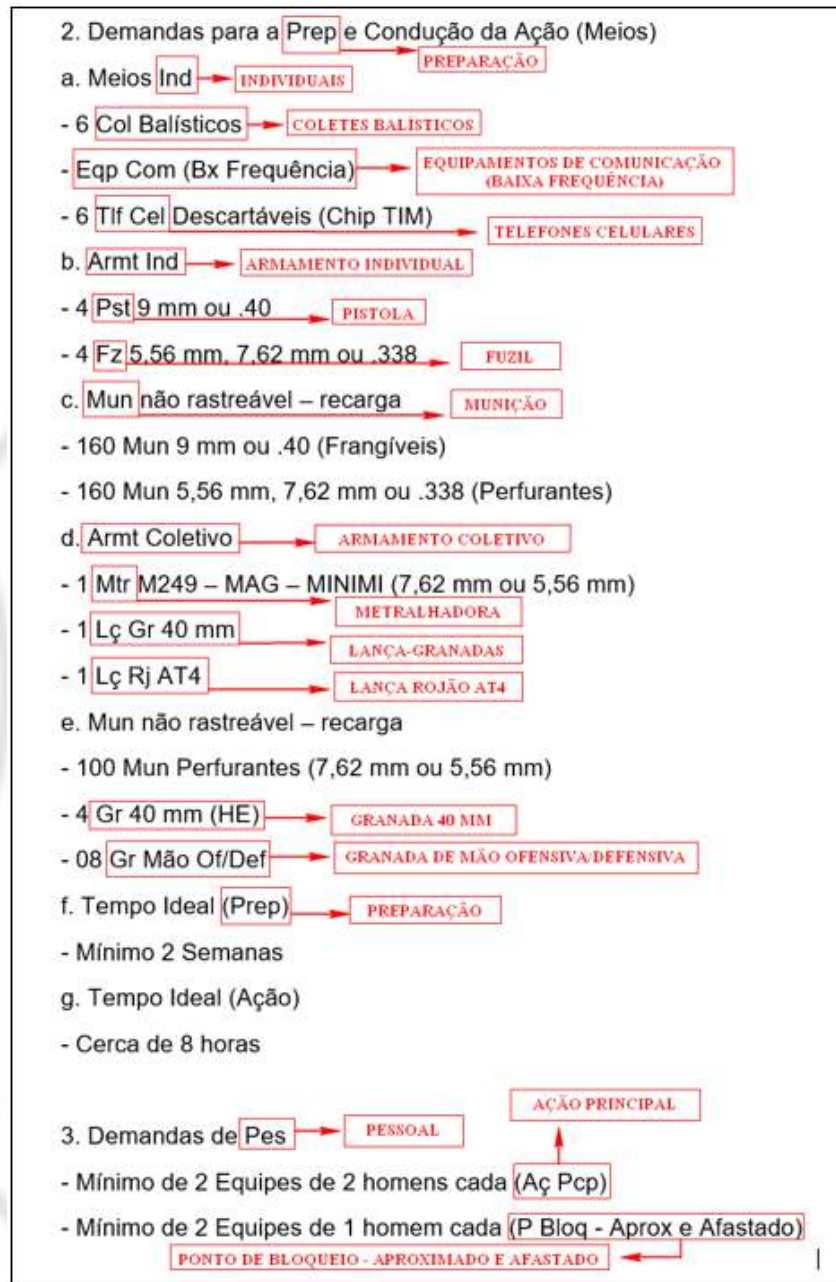 2. Demandas para a Prep e Condução da Ação (Meios)
PREPARAÇÃO
a. Meios Ind INDIVIDUAIS
- 6 Col Balísticos COLETES BALÍSTICOS
- Eqp Com (Bx Frequência) EQUIPAMENTOS DE COMUNICAÇÃO
(BAIXA FREQUÊNCIA)
- 6 Tlf Cel Descartáveis (Chip TIM)
TELEFONES CELULARES
b. Armt Ind ARMAMENTO INDIVIDUAL
- 4 Pst 9 mm ou .40 PISTOLA
- 4 Fz 5,56 mm, 7,62 mm ou .338 FUZIL
c. Mun não rastreável – recarga MUNIÇÃO
- 160 Mun 9 mm ou .40 (Frangíveis)
- 160 Mun 5,56 mm, 7,62 mm ou .338 (Perfurantes)
d. Armt Coletivo ARMAMENTO COLETIVO
- 1 Mtr M249 – MAG – MINIMI (7,62 mm ou 5,56 mm)
METRALHADORA
- 1 Lç Gr 40 mm
LANÇA-GRANADAS
- 1 Lç Rj AT4 LANÇA ROJÃO AT4
e. Mun não rastreável – recarga
- 100 Mun Perfurantes (7,62 mm ou 5,56 mm)
- 4 Gr 40 mm (HE) GRANADA 40 MM
- 08 Gr Mão Of/Def GRANADA DE MÃO OFENSIVA/DEFENSIVA
f. Tempo Ideal (Prep) PREPARAÇÃO
- Mínimo 2 Semanas
g. Tempo Ideal (Ação)
- Cerca de 8 horas
AÇÃO PRINCIPAL
3. Demandas de Pes PESSOAL
- Mínimo de 2 Equipes de 2 homens cada (Aç Pcp)
- Mínimo de 2 Equipes de 1 homem cada (P Bloq - Aprox e Afastado)
PONTO DE BLOQUEIO - APROXIMADO E AFASTADO